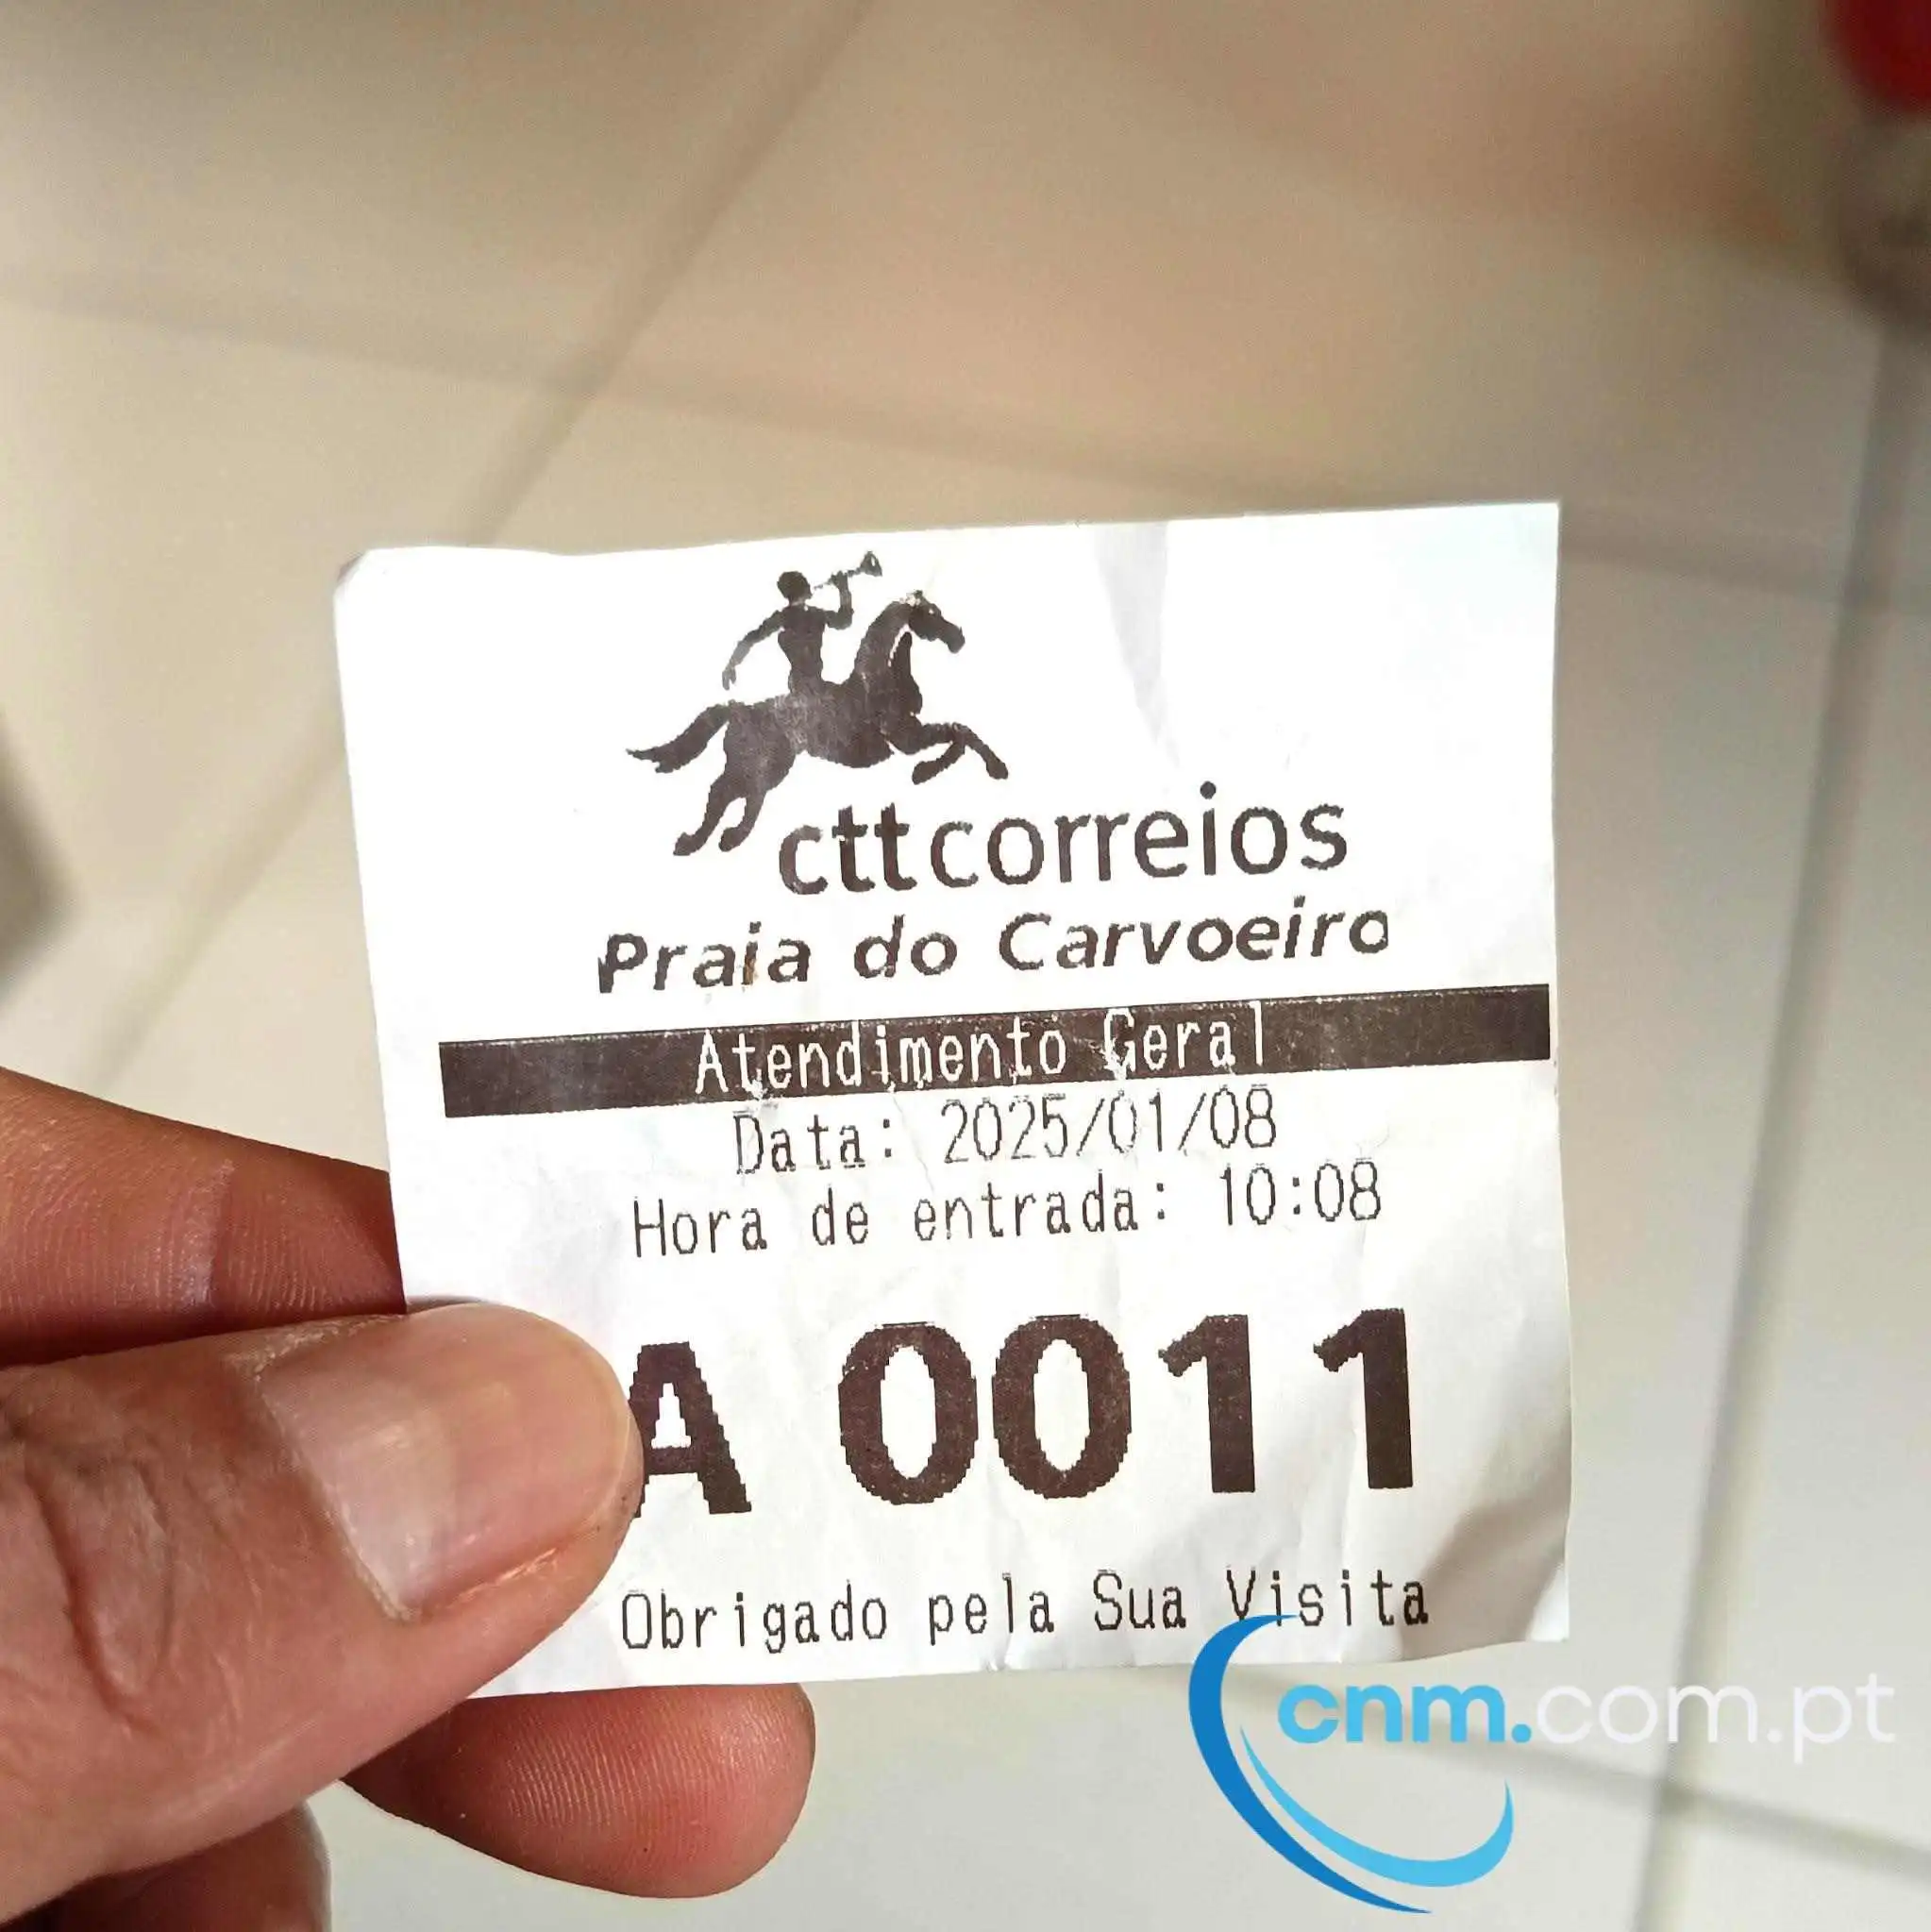 cttcorreios
Praia do Carvoeiro
Atendimento Geral
Data: 2025/01/08
Hora de entrada: 10:08
A 0011
Obrigado pela Sua Visita
cnm.com.pt